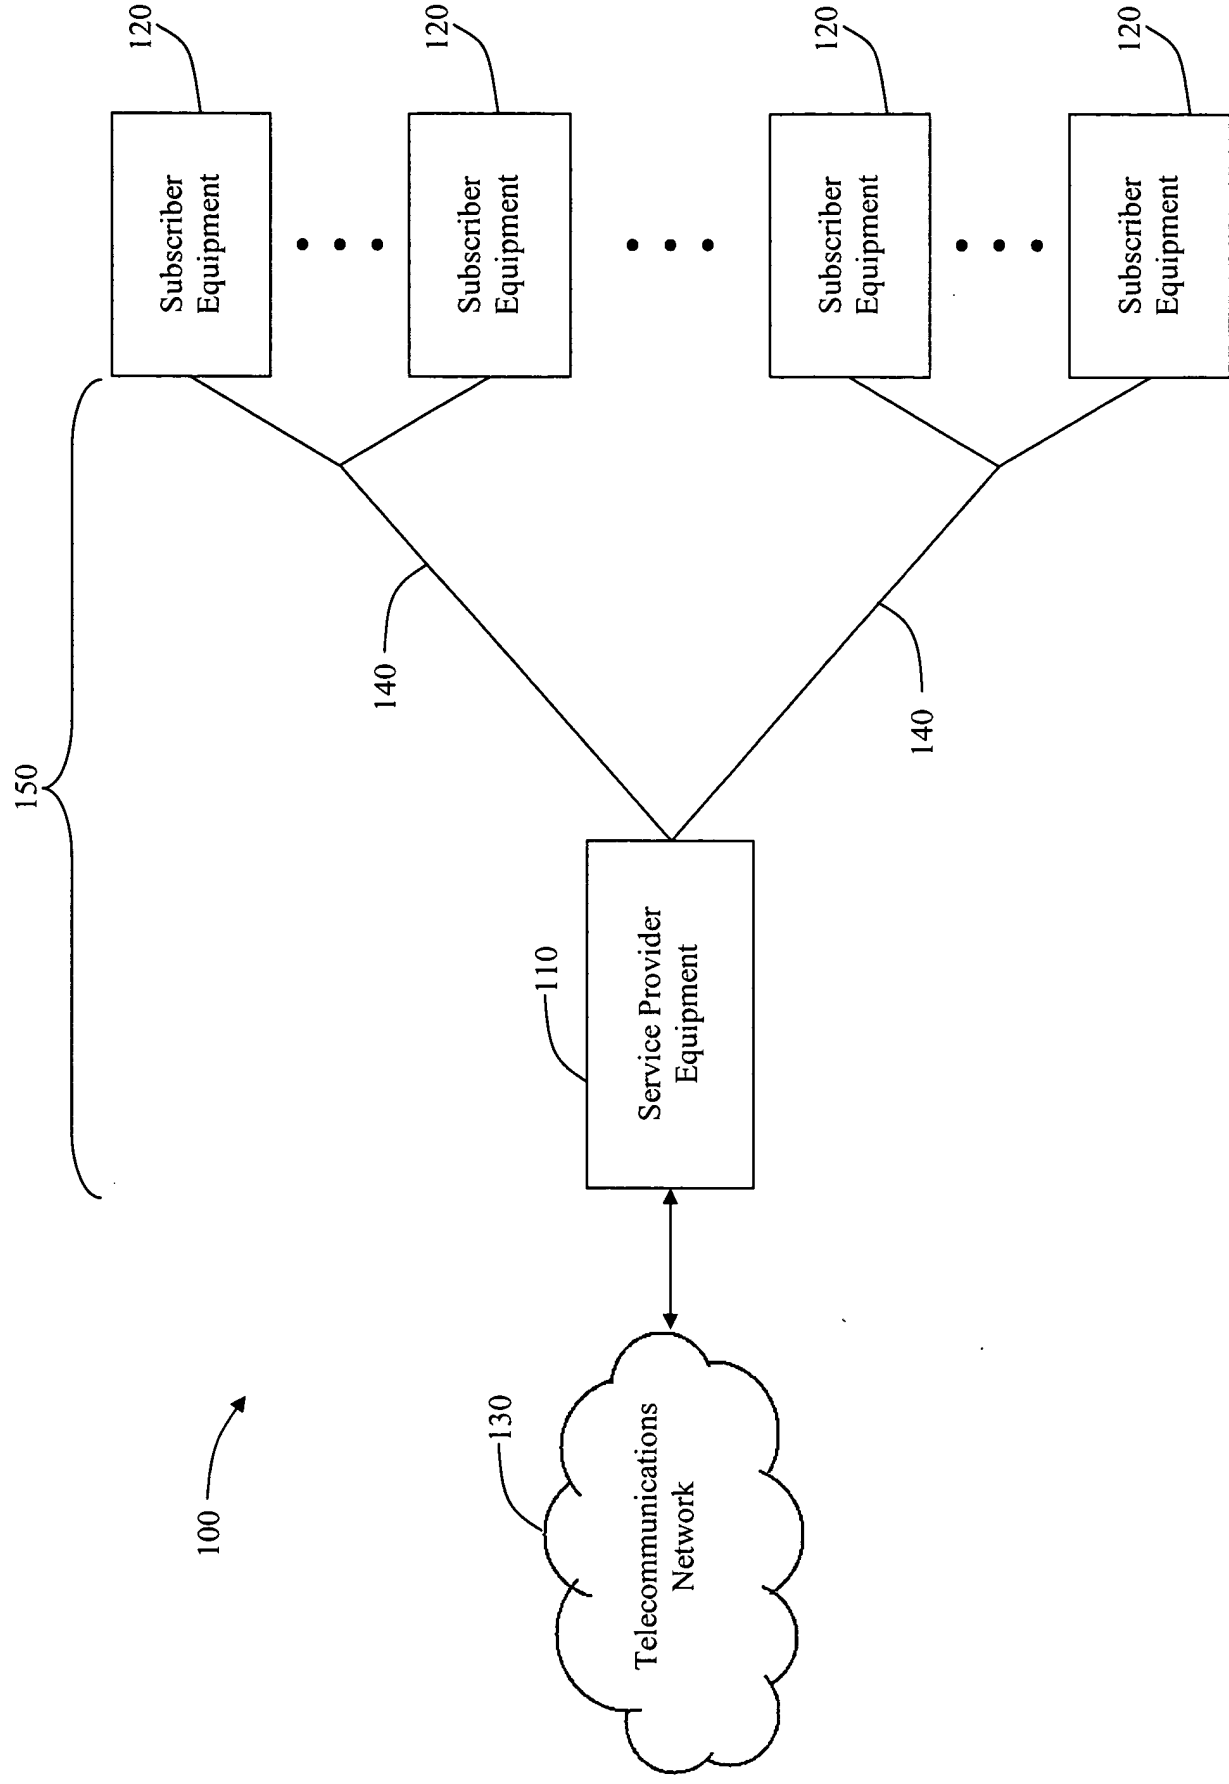 100
150
130
Telecommunications
Network
110
Service Provider
Equipment
140
140
Subscriber
Equipment
120
Subscriber
Equipment
120
Subscriber
Equipment
120
Subscriber
Equipment
120